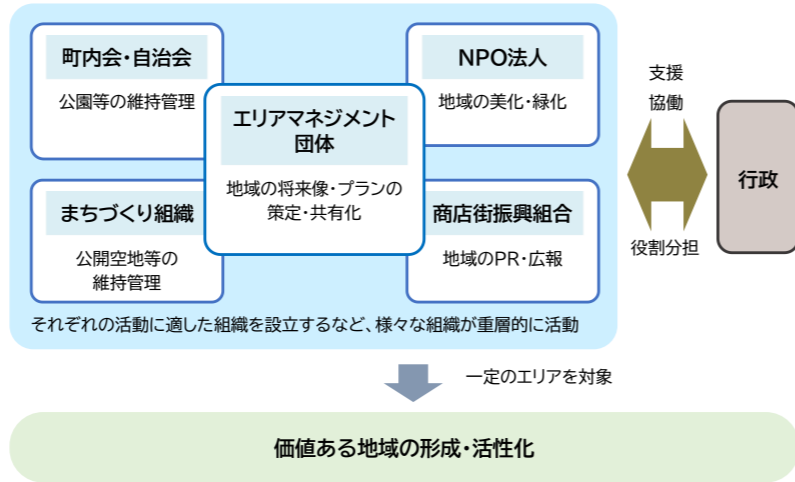 町内会・自治会
公園等の維持管理
NPO法人
地域の美化・緑化
エリアマネジメント
団体
地域の将来像・プランの
策定・共有化
まちづくり組織
公開空地等の
維持管理
商店街振興組合
地域のPR・広報
それぞれの活動に適した組織を設立するなど、様々な組織が重層的に活動
支援
協働
役割分担
行政
一定のエリアを対象
価値ある地域の形成・活性化